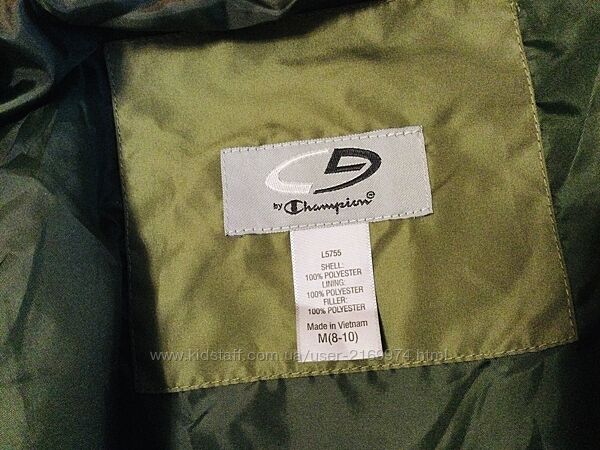 C9
by Champion
L5755
SHELL:
100% POLYESTER
LINING:
100% POLYESTER
FILLER:
100% POLYESTER
Made in Vietnam
M(8-10)
www.kidstaff.com.ua/user-2169974.html